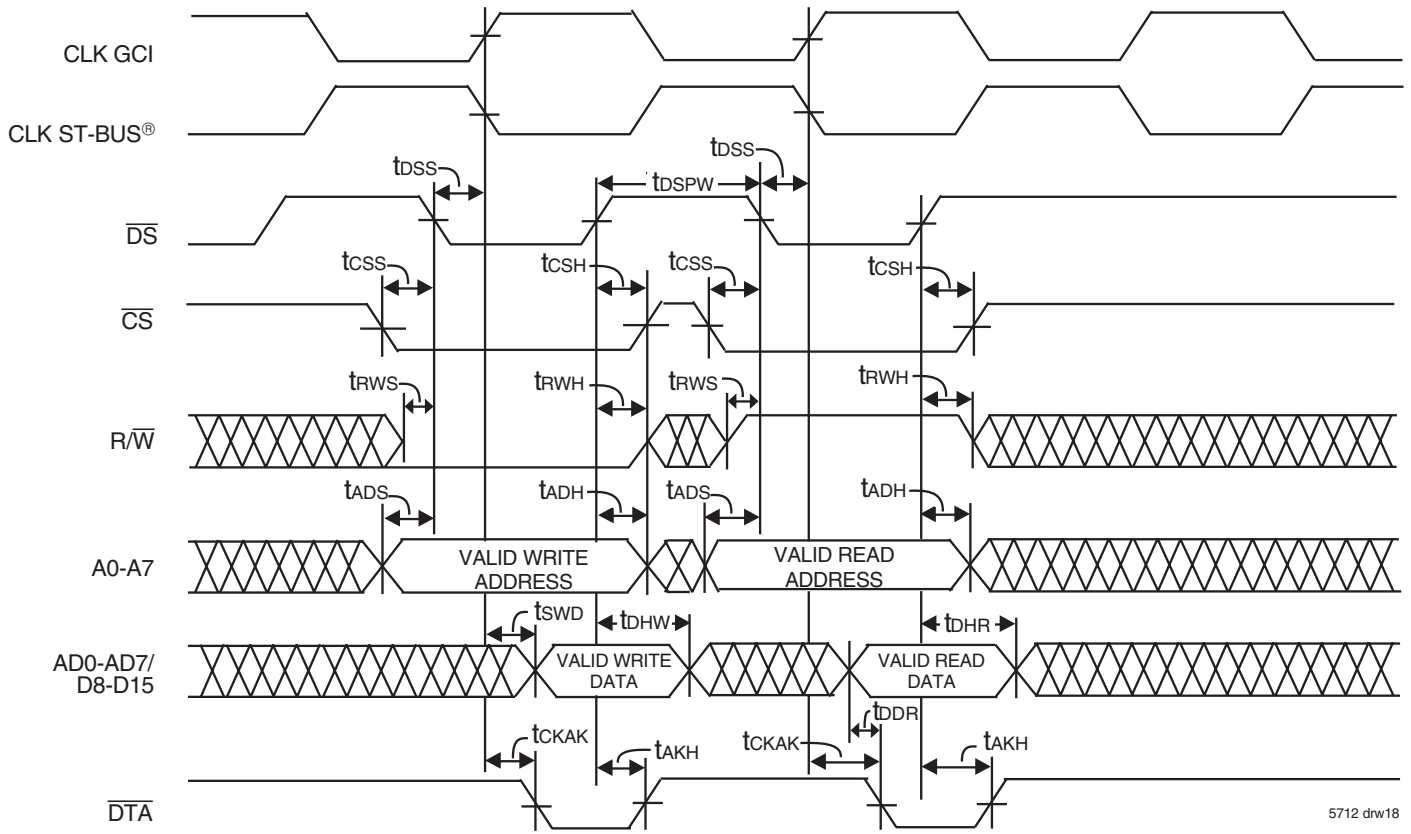 CLK GCI
CLK ST-BUS®
tDSS
tDSPW
tDSS
DS
tCSS
tCSH
tCSS
tCSH
CS
tRWS
tRWH
tRWS
tRWH
R/W
tADS
tADH
tADS
tADH
A0-A7
VALID WRITE
ADDRESS
VALID READ
ADDRESS
tSWD
tDHW
tDHR
AD0-AD7/
D8-D15
VALID WRITE
DATA
VALID READ
DATA
tDDR
tCKAK
tAKH
tCKAK
tAKH
DTA
5712 drw18